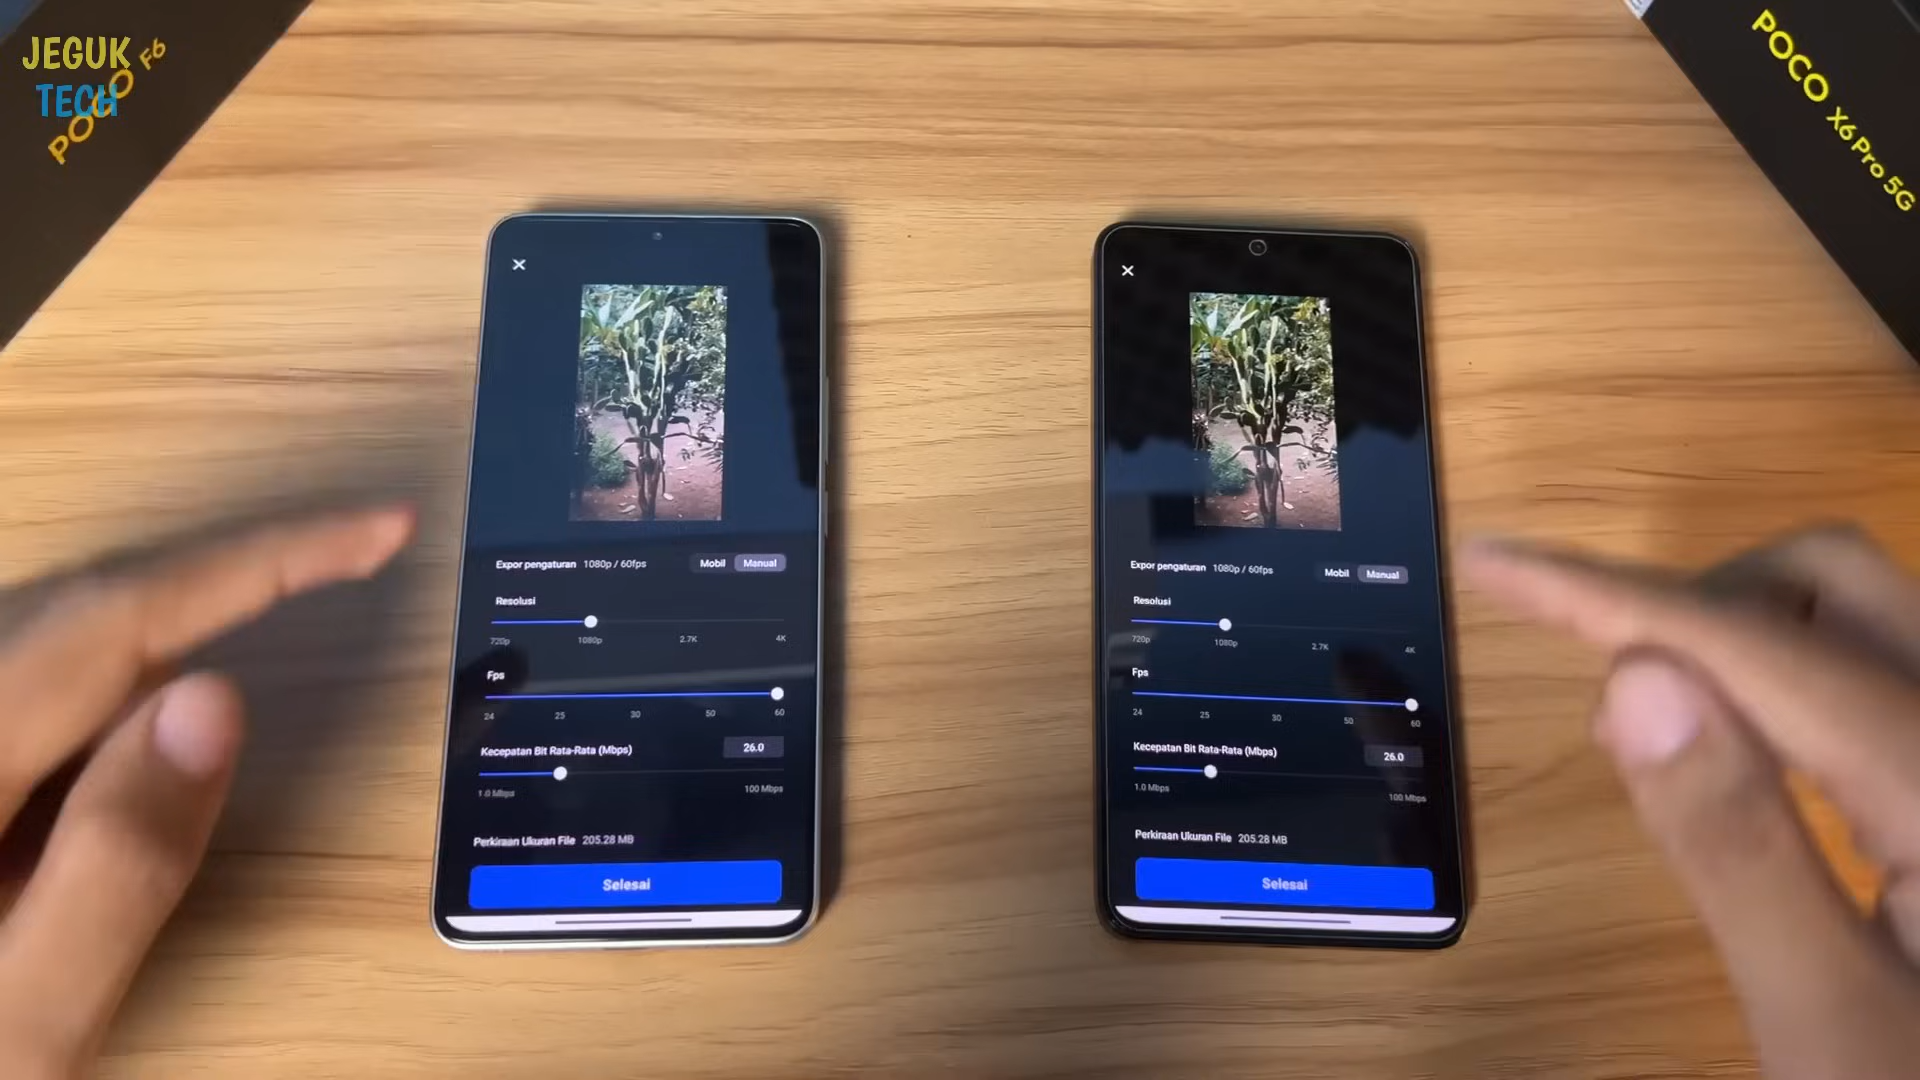 JEGUK
TECH
POCO F6
POCO X6 Pro 5G
Expor pengaturan 1080p / 60fps Mobil Manual
Resolusi
720p 1080p 2.7K 4K
Fps
24 25 30 50 60
Kecepatan Bit Rata-Rata (Mbps) 26.0
1.0 Mbps 100 Mbps
Perkiraan Ukuran File 205.28 MB
Selesai
Expor pengaturan 1080p / 60fps Mobil Manual
Resolusi
720p 1080p 2.7K 4K
Fps
24 25 30 50 60
Kecepatan Bit Rata-Rata (Mbps) 26.0
1.0 Mbps 100 Mbps
Perkiraan Ukuran File 205.28 MB
Selesai